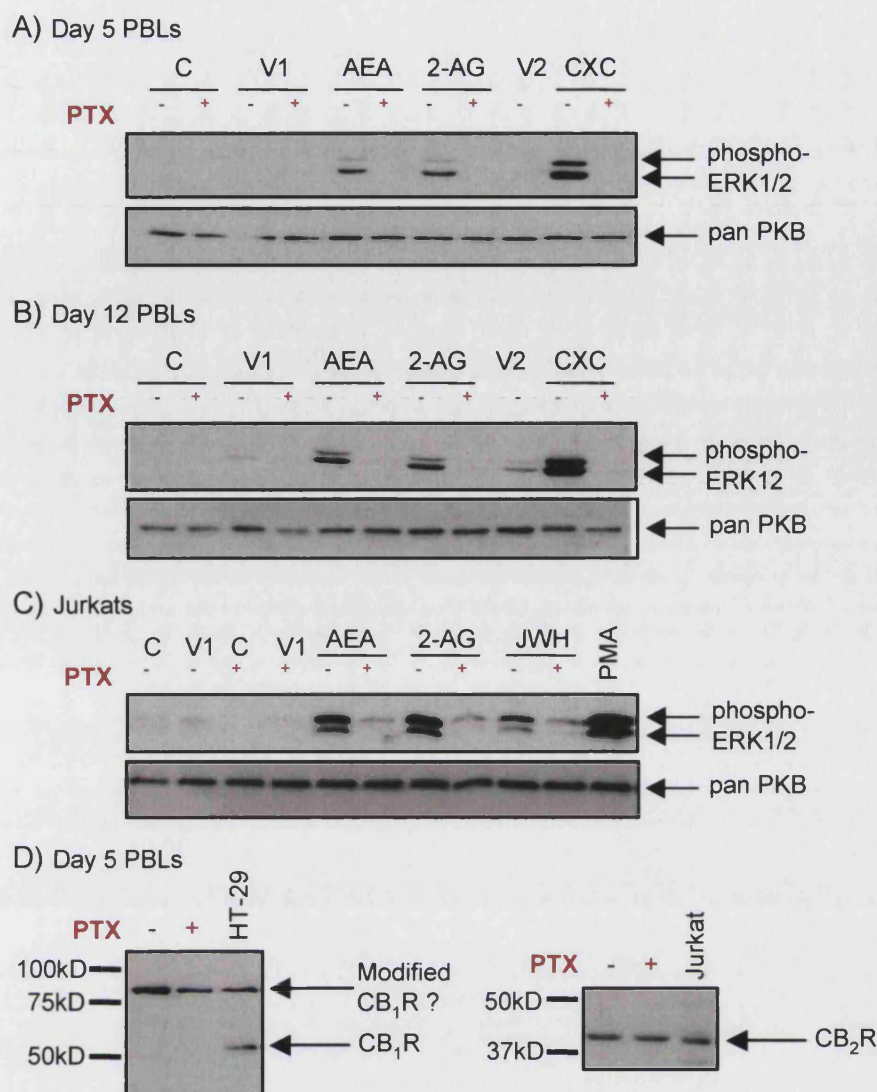 A) Day 5 PBLs
C V1 AEA 2-AG V2 CXC
PTX - + - + - + - + - - +
phospho-
ERK1/2
pan PKB
B) Day 12 PBLs
C V1 AEA 2-AG V2 CXC
PTX - + - + - + - + - - +
phospho-
ERK12
pan PKB
C) Jurkats
C V1 C V1 AEA 2-AG JWH PMA
PTX - - + + - + - + - +
phospho-
ERK1/2
pan PKB
D) Day 5 PBLs
PTX - + HT-29
100kD
75kD
50kD
Modified
CB1R ?
CB1R
PTX - + Jurkat
50kD
37kD
CB2R